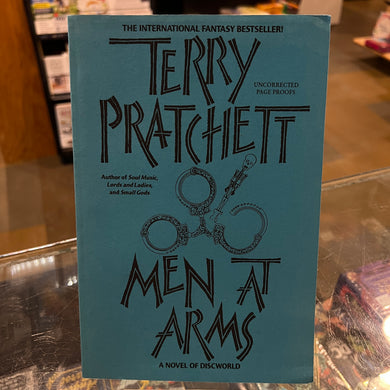 THE INTERNATIONAL FANTASY BESTSELLER!
TERRY
PRATCHETT
UNCORRECTED
PAGE PROOFS
Author of Soul Music,
Lords and Ladies,
and Small Gods
MEN AT
ARMS
A NOVEL OF DISCWORLD